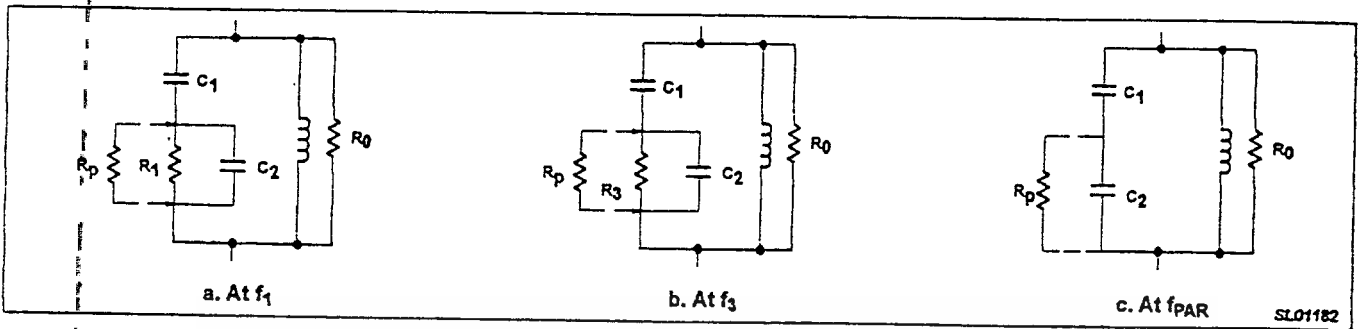 C1
Rp
R1
C2
R0
a. At f1
C1
Rp
R3
C2
R0
b. At f3
C1
Rp
C2
R0
c. At fPAR
SL01182